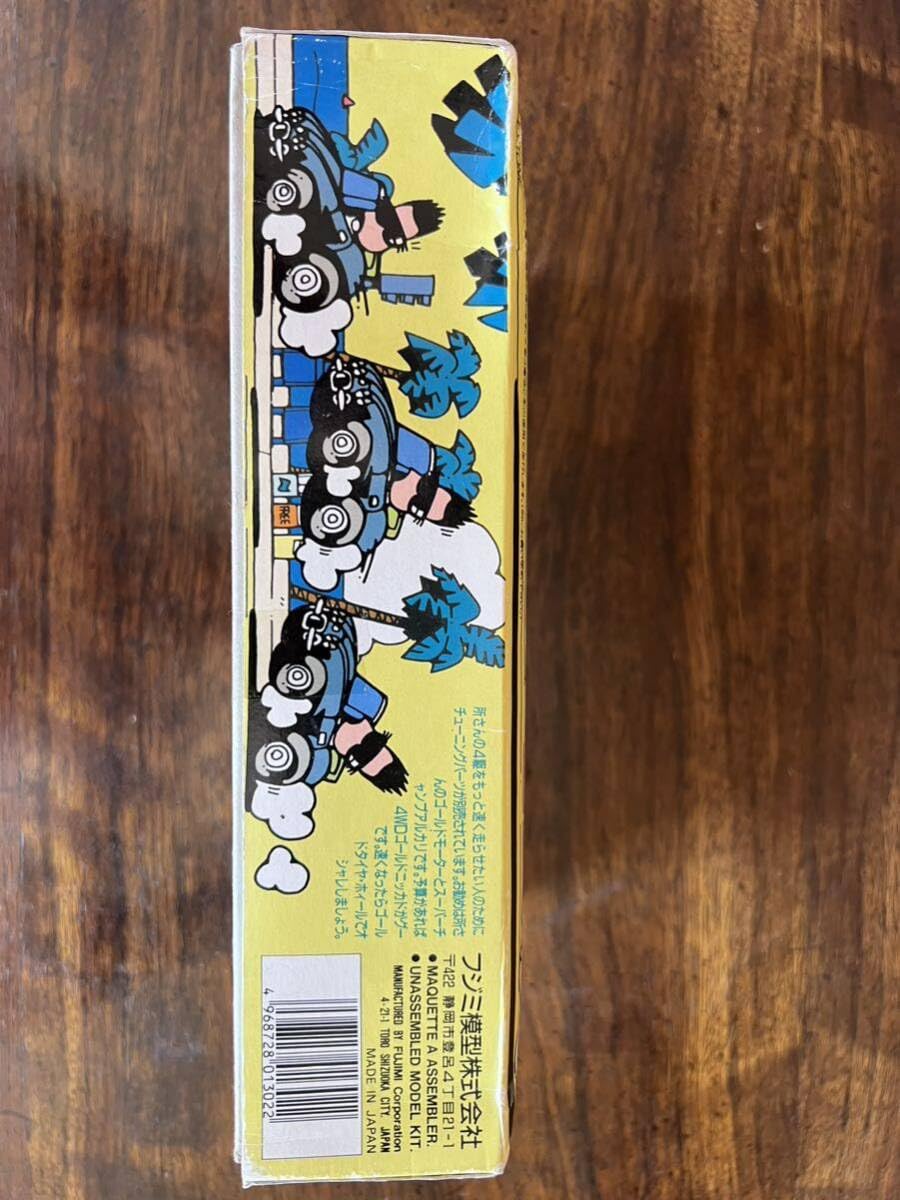 所さんの4駆をもっと速く走らせたい人のために
チューニングパーツが別売されています。お勧めは所さ
んのゴールドモーターとスーパーチ
ャンプアルカリです。予算があれば
4WDゴールドニッカドがグー
です。速くなったらゴール
ドタイヤ・ホイールでオ
シャレしましょう。
FREE
フジミ模型株式会社
〒422 静岡市登呂4丁目21-1
● MAQUETTE A ASSEMBLER.
● UNASSEMBLED MODEL KIT.
MANUFACTURED BY FUJIMI Corporation
4-21-1 TORO SHIZUOKA CITY. JAPAN
MADE IN JAPAN
4 968728 013022